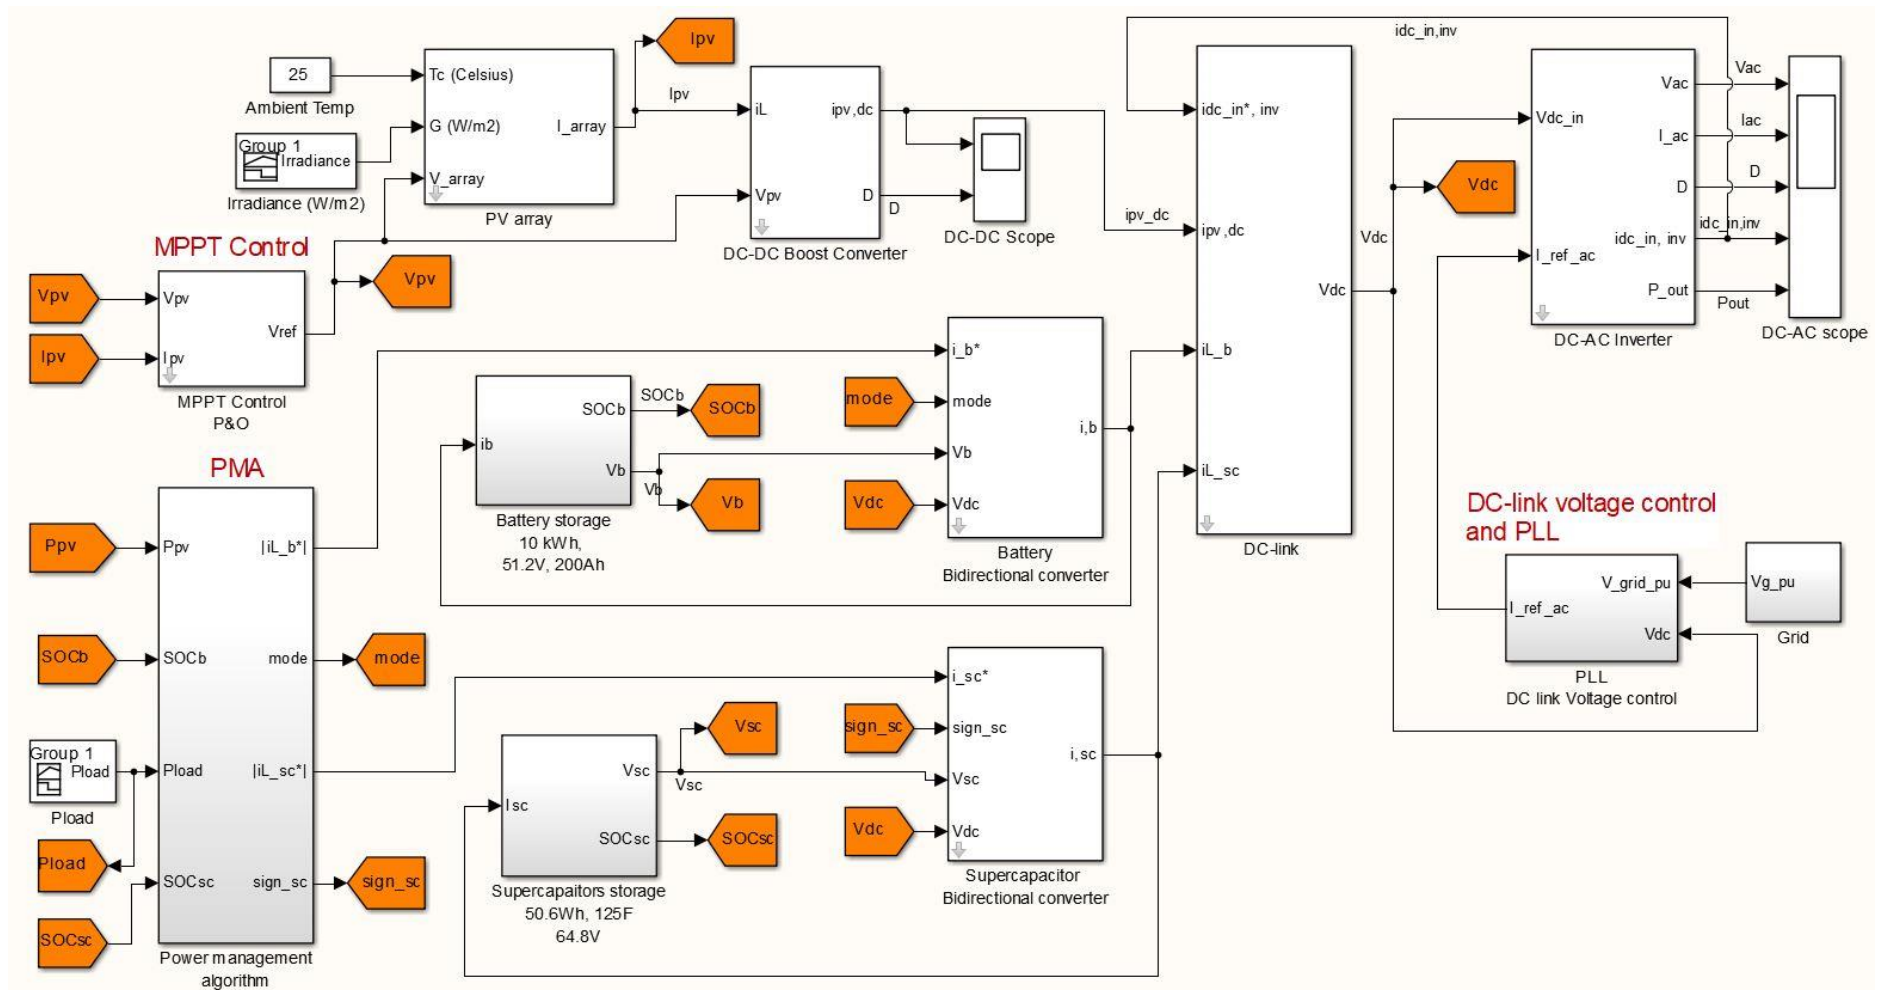 idc_in,inv
Ipv
25
Ambient Temp
Tc (Celsius)
G (W/m2)
V_array
I_array
PV array
Group 1
Irradiance
Irradiance (W/m2)
Ipv
iL
Vpv
ipv,dc
D
D
DC-DC Boost Converter
DC-DC Scope
ipv_dc
idc_in*, inv
ipv,dc
iL_b
iL_sc
Vdc
DC-link
Vdc
Vdc
Vdc_in
I_ref_ac
Vac
I_ac
D
idc_in, inv
P_out
DC-AC Inverter
Vac
Iac
D
idc_in,inv
Pout
DC-AC scope
MPPT Control
Vpv
Ipv
Vpv
Ipv
Vref
MPPT Control
P&O
Vpv
PMA
Ppv
SOCb
Group 1
Pload
Pload
Pload
SOCsc
Ppv
SOCb
Pload
SOCsc
|iL_b*|
mode
|iL_sc*|
sign_sc
Power management
algorithm
mode
sign_sc
ib
SOCb
Vb
Battery storage
10 kWh,
51.2V, 200Ah
SOCb
SOCb
Vb
Vb
mode
Vdc
i_b*
mode
Vb
Vdc
i,b
Battery
Bidirectional converter
Isc
Vsc
SOCsc
Supercapaitors storage
50.6Wh, 125F
64.8V
Vsc
Vsc
SOCsc
sign_sc
Vdc
i_sc*
sign_sc
Vsc
Vdc
i,sc
Supercapacitor
Bidirectional converter
DC-link voltage control
and PLL
V_grid_pu
I_ref_ac
Vdc
PLL
DC link Voltage control
Vg_pu
Grid